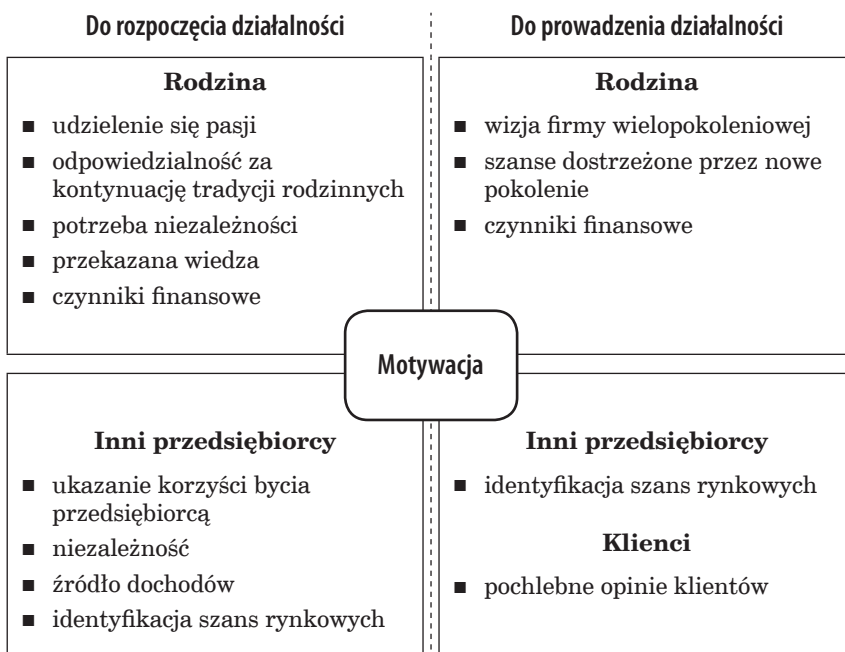 Do rozpoczęcia działalności
Do prowadzenia działalności
Rodzina
■ udzielenie się pasji
■ odpowiedzialność za
kontynuację tradycji rodzinnych
■ potrzeba niezależności
■ przekazana wiedza
■ czynniki finansowe
Rodzina
■ wizja firmy wielopokoleniowej
■ szanse dostrzeżone przez nowe
pokolenie
■ czynniki finansowe
Motywacja
Inni przedsiębiorcy
■ ukazanie korzyści bycia
przedsiębiorcą
■ niezależność
■ źródło dochodów
■ identyfikacja szans rynkowych
Inni przedsiębiorcy
■ identyfikacja szans rynkowych
Klienci
■ pochlebne opinie klientów